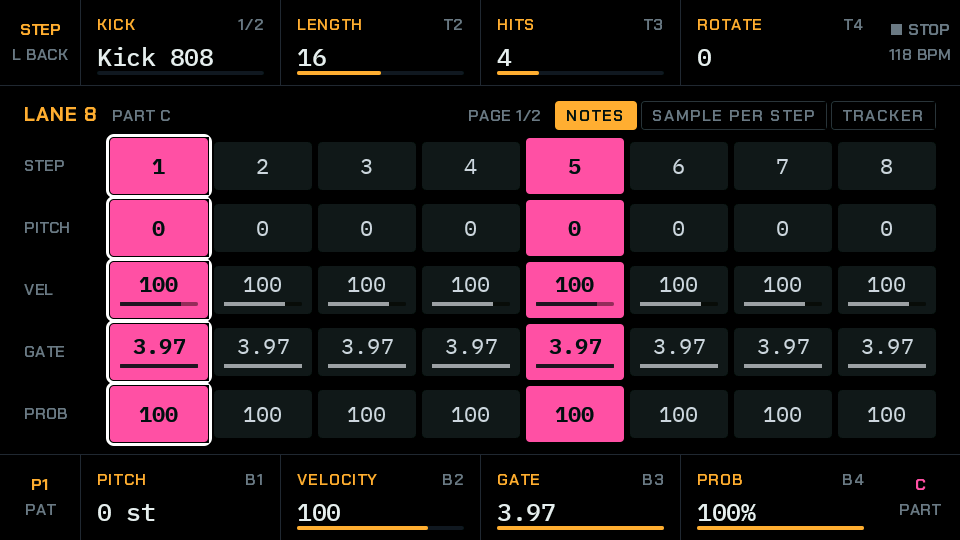 STEP KICK 1/2 LENGTH T2 HITS T3 ROTATE T4 STOP
L BACK Kick 808 16 4 0 118 BPM
LANE 8 PART C PAGE 1/2 NOTES SAMPLE PER STEP TRACKER
STEP 1 2 3 4 5 6 7 8
PITCH 0 0 0 0 0 0 0 0
VEL 100 100 100 100 100 100 100 100
GATE 3.97 3.97 3.97 3.97 3.97 3.97 3.97 3.97
PROB 100 100 100 100 100 100 100 100
P1 PITCH B1 VELOCITY B2 GATE B3 PROB B4 C
PAT 0 st 100 3.97 100% PART